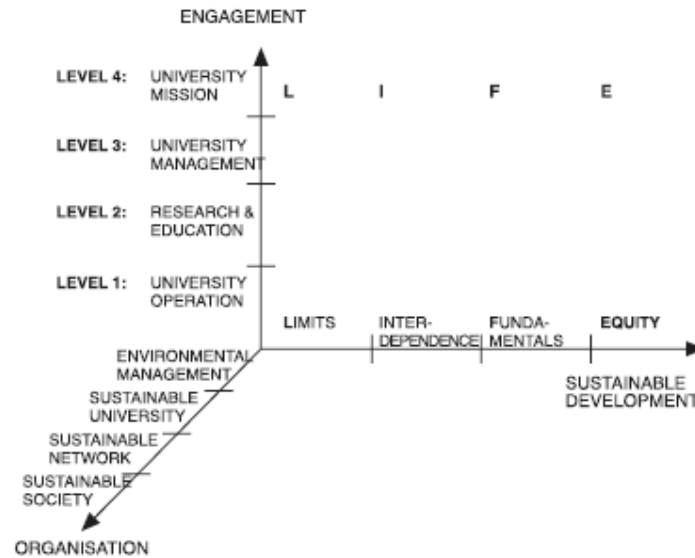 ENGAGEMENT
LEVEL 4: UNIVERSITY
MISSION
L I F E
LEVEL 3: UNIVERSITY
MANAGEMENT
LEVEL 2: RESEARCH &
EDUCATION
LEVEL 1: UNIVERSITY
OPERATION
LIMITS INTER- FUNDA- EQUITY
DEPENDENCE MENTALS
ENVIRONMENTAL
MANAGEMENT
SUSTAINABLE
DEVELOPMENT
SUSTAINABLE
UNIVERSITY
SUSTAINABLE
NETWORK
SUSTAINABLE
SOCIETY
ORGANISATION